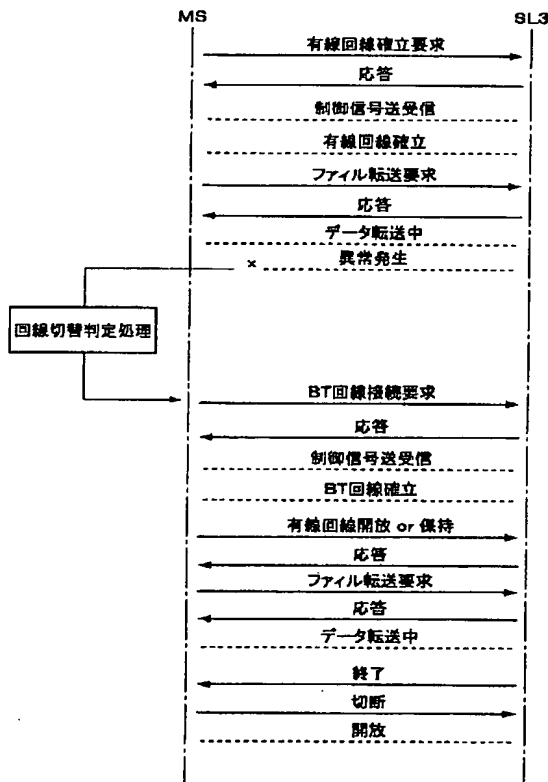 MS
SL3
有線回線確立要求
応答
制御信号送受信
有線回線確立
ファイル転送要求
応答
データ転送中
× 異常発生
回線切替判定処理
BT回線接続要求
応答
制御信号送受信
BT回線確立
有線回線開放 or 保持
応答
ファイル転送要求
応答
データ転送中
終了
切断
開放